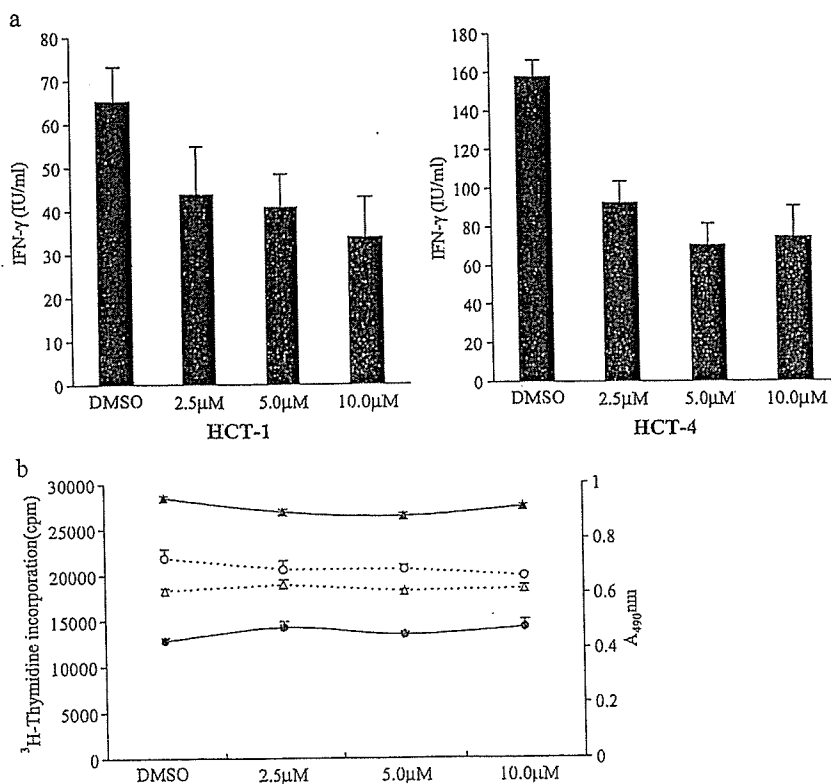 a
IFN-γ (IU/ml)
80
70
60
50
40
30
20
10
0
DMSO 2.5μM 5.0μM 10.0μM
HCT-1
IFN-γ (IU/ml)
180
160
140
120
100
80
60
40
20
0
DMSO 2.5μM 5.0μM 10.0μM
HCT-4
b
³H-Thymidine incorporation(cpm)
30000
25000
20000
15000
10000
5000
0
DMSO 2.5μM 5.0μM 10.0μM
1
0.8
0.6
0.4
0.2
0
A₄₉₀nm